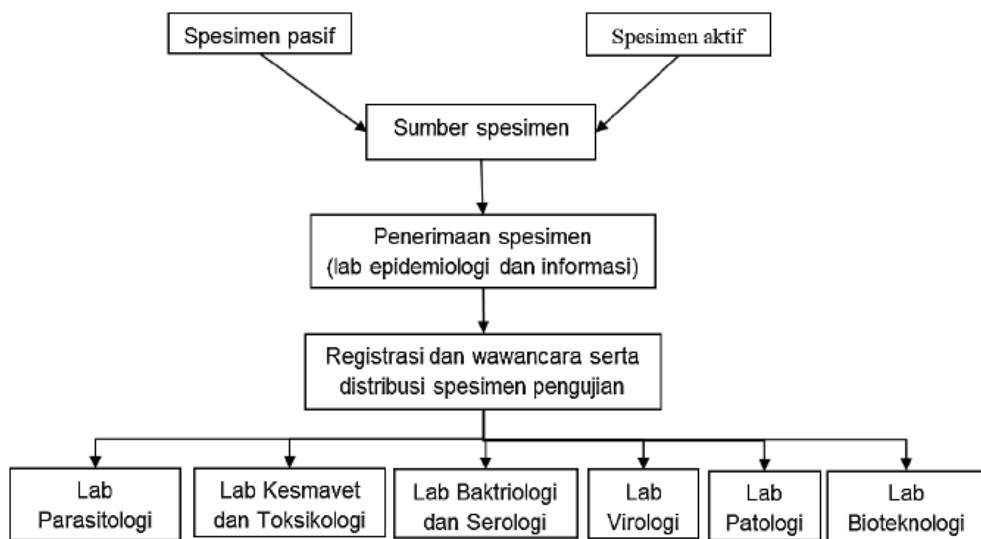 Spesimen pasif
Spesimen aktif
Sumber spesimen
Penerimaan spesimen
(lab epidemiologi dan informasi)
Registrasi dan wawancara serta
distribusi spesimen pengujian
Lab
Parasitologi
Lab Kesmavet
dan Toksikologi
Lab Baktriologi
dan Serologi
Lab
Virologi
Lab
Patologi
Lab
Bioteknologi